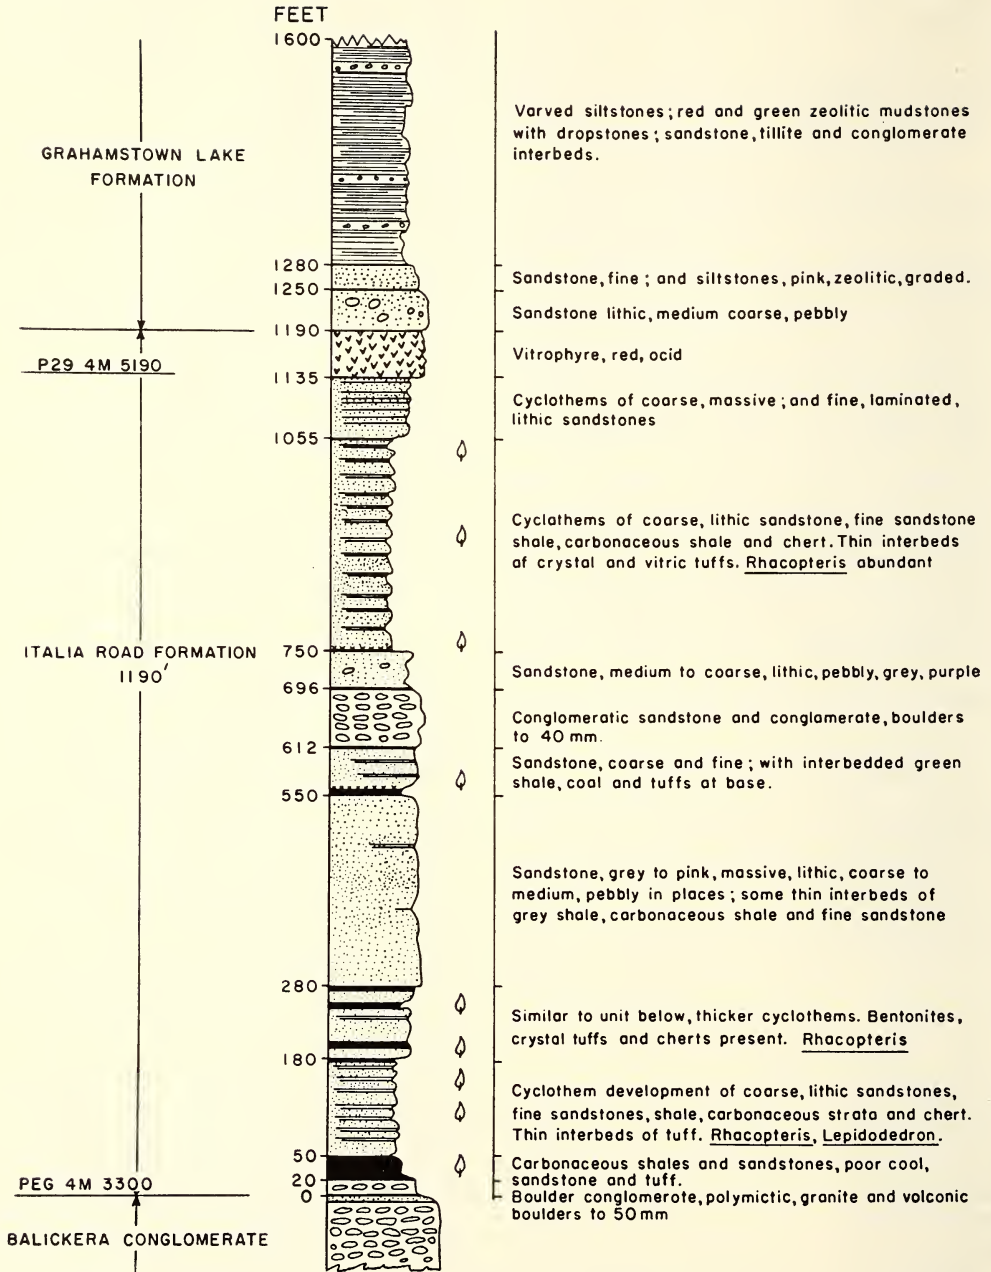 FEET
1600
Varved siltstones; red and green zeolitic mudstones
with dropstones; sandstone, tillite and conglomerate
interbeds.
GRAHAMSTOWN LAKE
FORMATION
1280
Sandstone, fine; and siltstones, pink, zeolitic, graded.
1250
Sandstone lithic, medium coarse, pebbly
1190
Vitrophyre, red, ocid
P29 4M 5190
1135
Cyclothems of coarse, massive; and fine, laminated,
lithic sandstones
1055
Cyclothems of coarse, lithic sandstone, fine sandstone
shale, carbonaceous shale and chert. Thin interbeds
of crystal and vitric tuffs. Rhacopteris abundant
ITALIA ROAD FORMATION
1190'
750
Sandstone, medium to coarse, lithic, pebbly, grey, purple
696
Conglomeratic sandstone and conglomerate, boulders
to 40 mm.
612
Sandstone, coarse and fine; with interbedded green
shale, coal and tuffs at base.
550
Sandstone, grey to pink, massive, lithic, coarse to
medium, pebbly in places; some thin interbeds of
grey shale, carbonaceous shale and fine sandstone
280
Similar to unit below, thicker cyclothems. Bentonites,
crystal tuffs and cherts present. Rhacopteris
180
Cyclothem development of coarse, lithic sandstones,
fine sandstones, shale, carbonaceous strata and chert.
Thin interbeds of tuff. Rhacopteris, Lepidodedron.
50
Carbonaceous shales and sandstones, poor cool,
sandstone and tuff.
20
PEG 4M 3300
0
Boulder conglomerote, polymictic, granite and volconic
boulders to 50mm
BALICKERA CONGLOMERATE